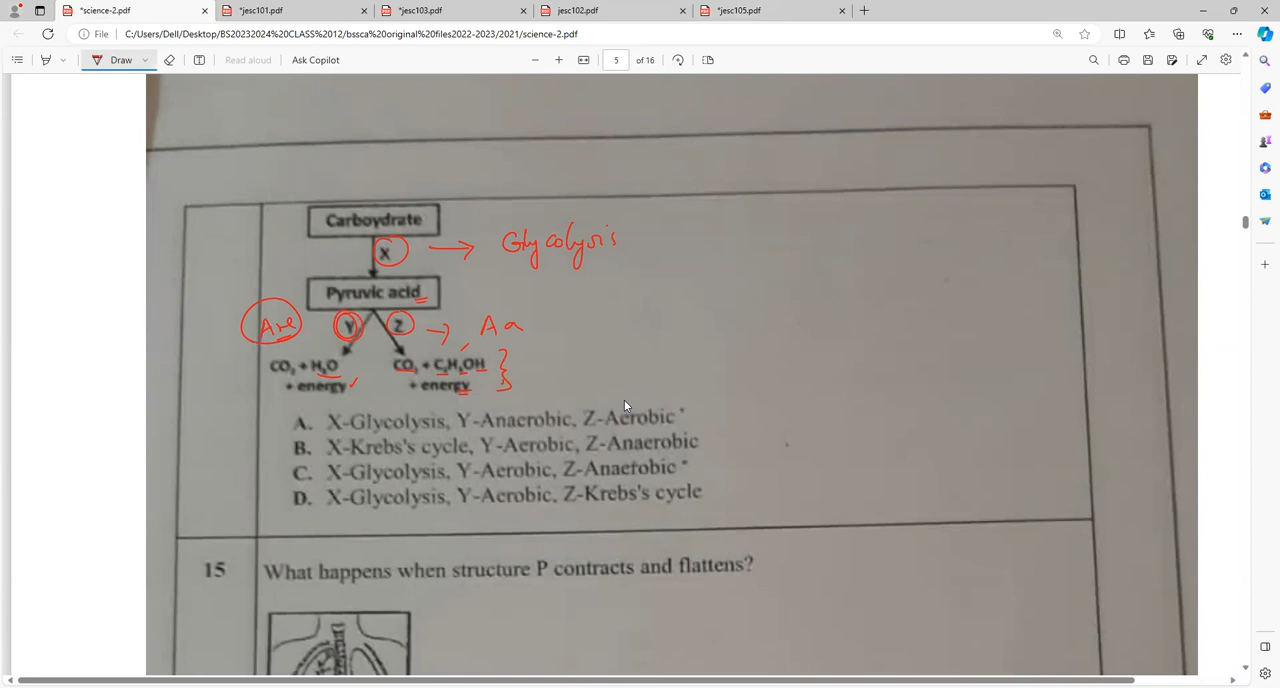 *science-2.pdf
*jesc101.pdf
*jesc103.pdf
jesc102.pdf
*jesc105.pdf
File
C:/Users/Dell/Desktop/BS20232024%20CLASS%2012/bssca%20original%20files2022-2023/2021/science-2.pdf
Draw
Read aloud
Ask Copilot
5 of 16
Carboydrate
X → Glycolysis
Pyruvic acid
Are Y Z → Aa
CO₂ + H₂O CO₂ + C₂H₅OH
+ energy + energy
A. X-Glycolysis, Y-Anaerobic, Z-Aerobic
B. X-Krebs's cycle, Y-Aerobic, Z-Anaerobic
C. X-Glycolysis, Y-Aerobic, Z-Anaerobic
D. X-Glycolysis, Y-Aerobic, Z-Krebs's cycle
15 What happens when structure P contracts and flattens?